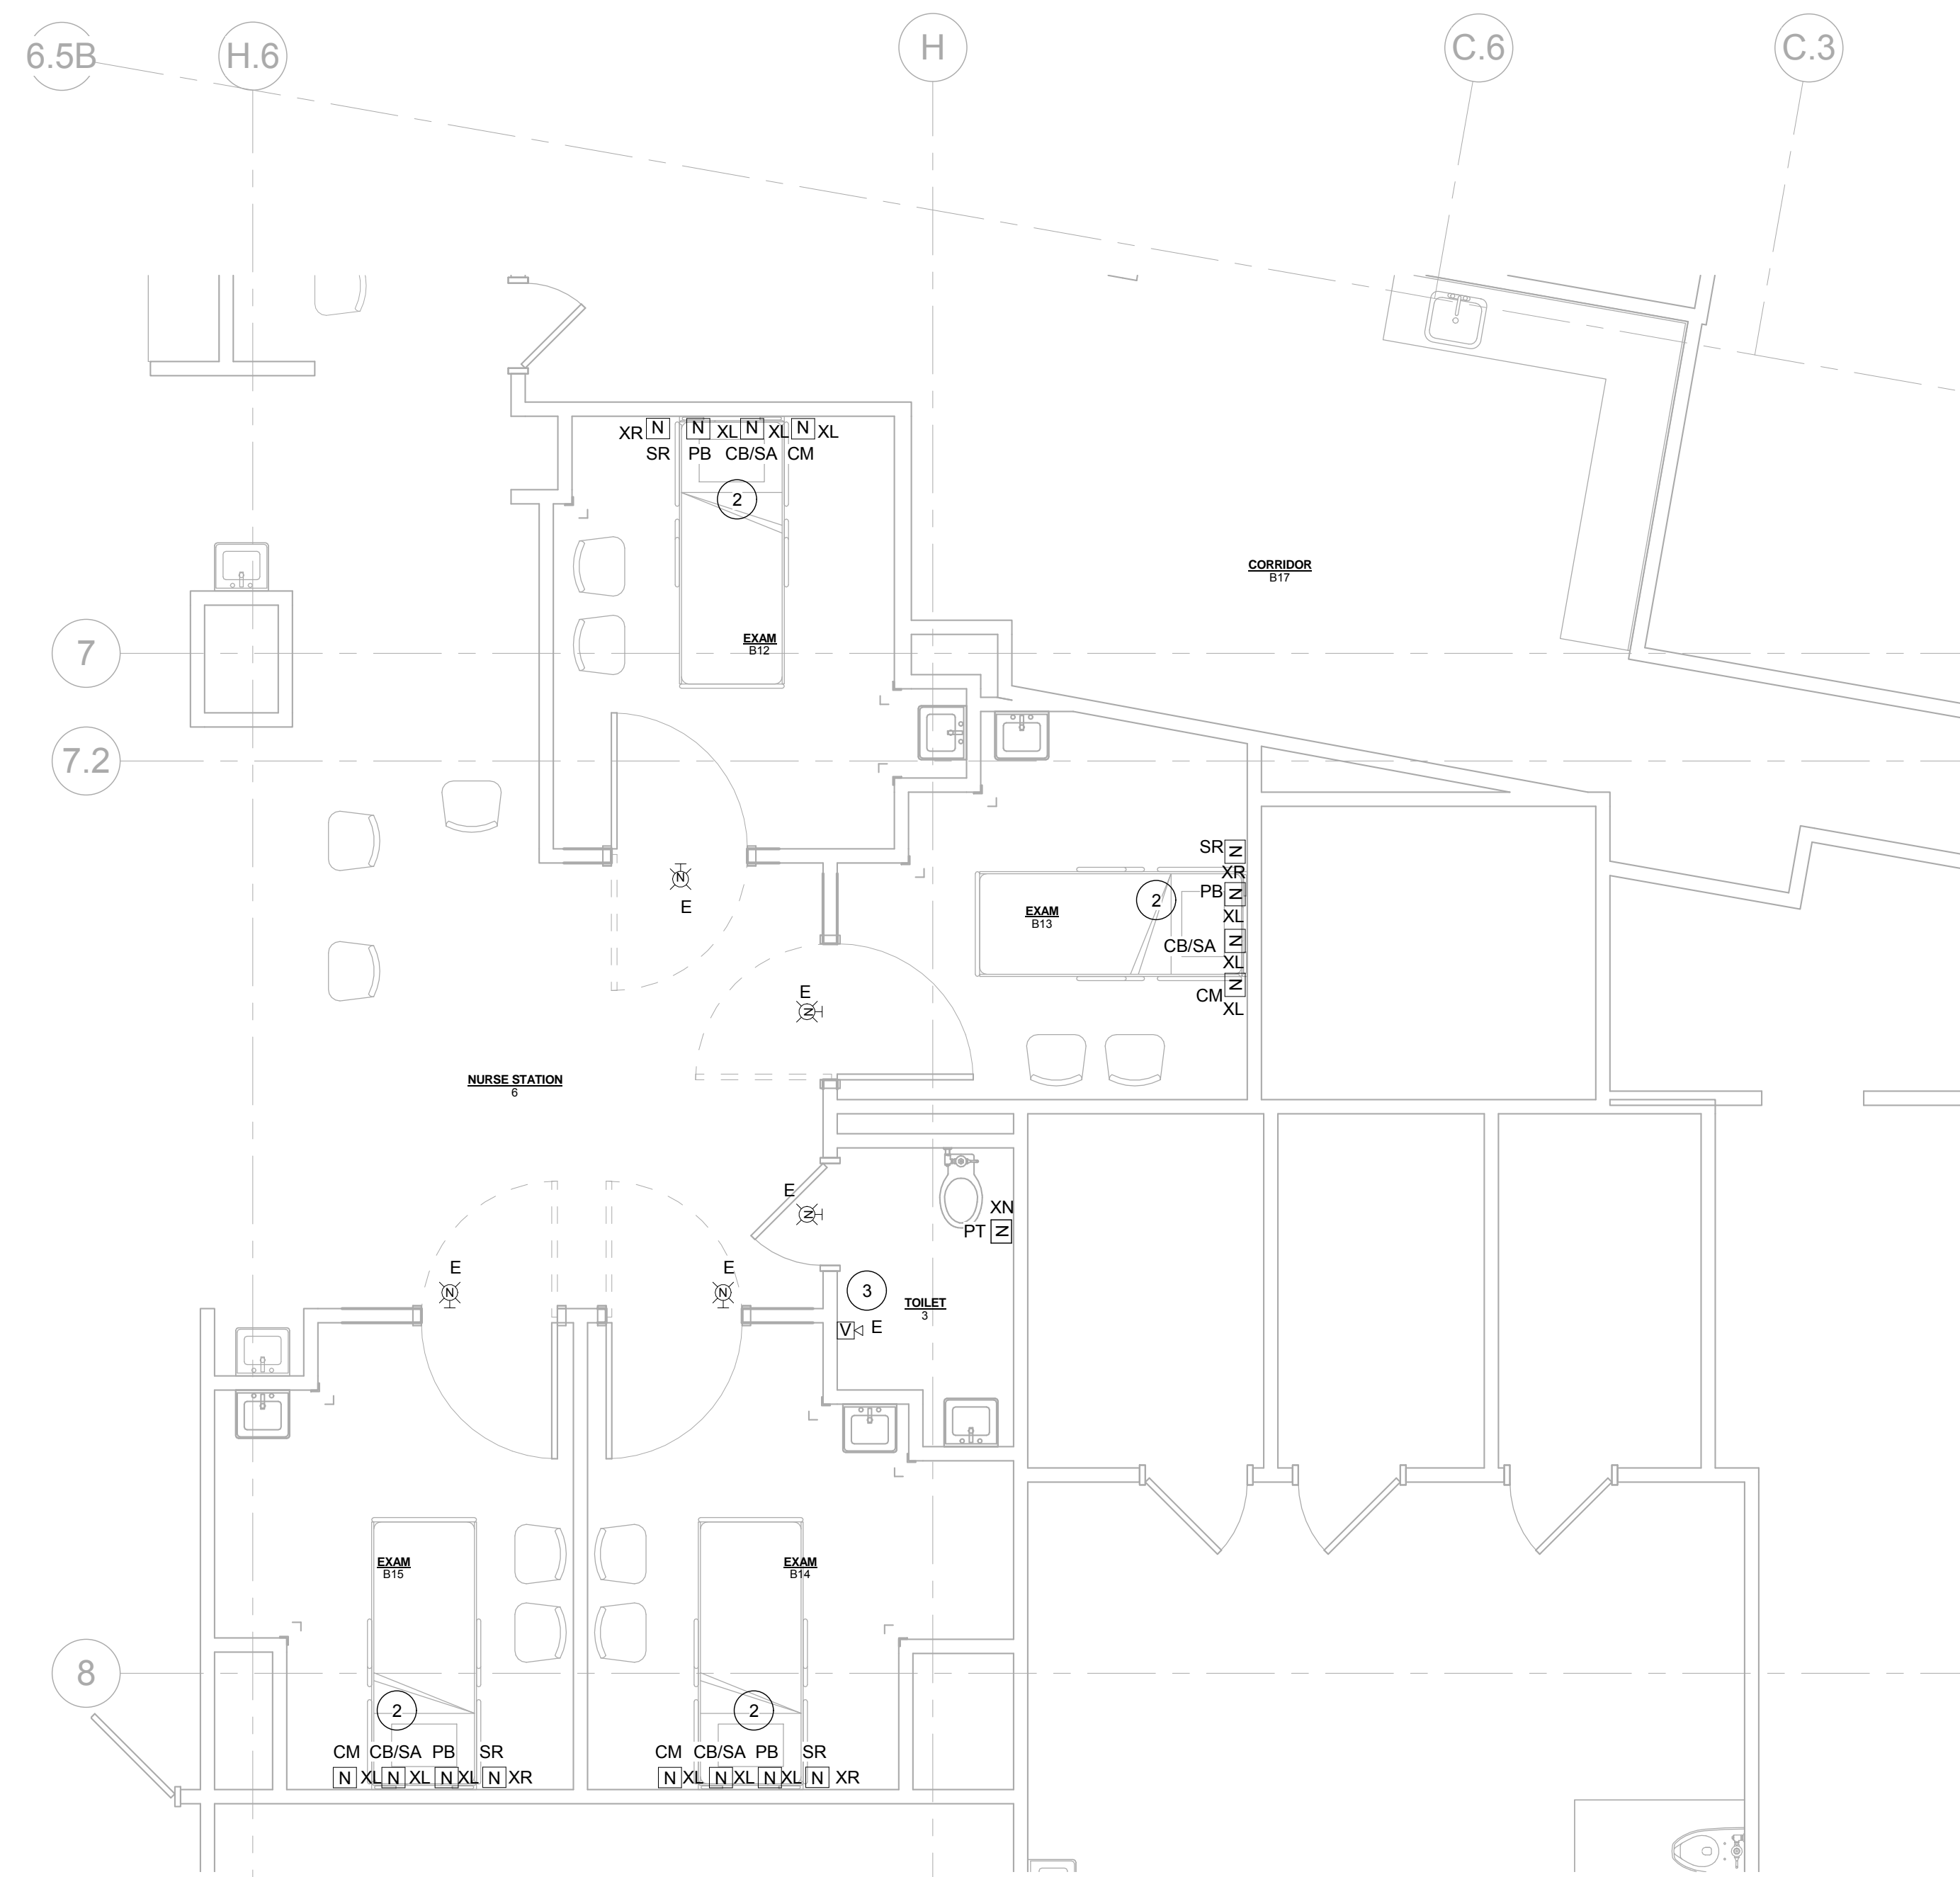 6.5B
H.6
H
C.6
C.3
XR N N XL N XL N XL
SR PB CB/SA CM
2
CORRIDOR
B17
EXAM
B12
7
7.2
SR N
XR
PB N
XL
CB/SA N
XL
CM N
XL
2
EXAM
B13
N
E
E
N
NURSE STATION
6
E
N
XN
PT N
E
N
E
N
3
TOILET
3
V E
EXAM
B15
EXAM
B14
8
2
2
CM CB/SA PB SR
N XL N XL N XL N XR
CM CB/SA PB SR
N XL N XL N XL N XR